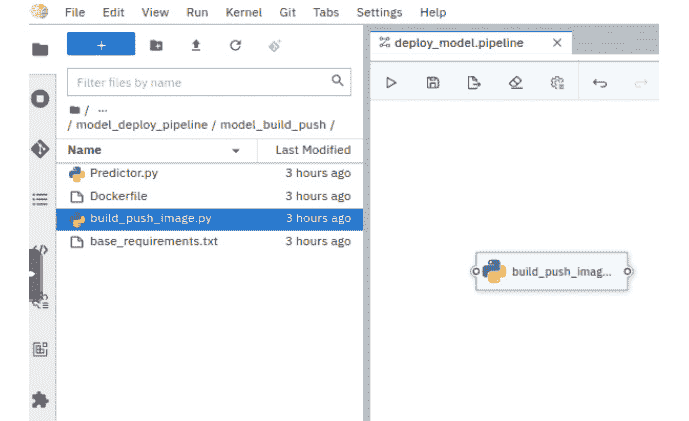 File Edit View Run Kernel Git Tabs Settings Help
+
deploy_model.pipeline
Filter files by name
/ ...
/ model_deploy_pipeline / model_build_push /
Name Last Modified
Predictor.py 3 hours ago
Dockerfile 3 hours ago
build_push_image.py 3 hours ago
base_requirements.txt 3 hours ago
build_push_imag...